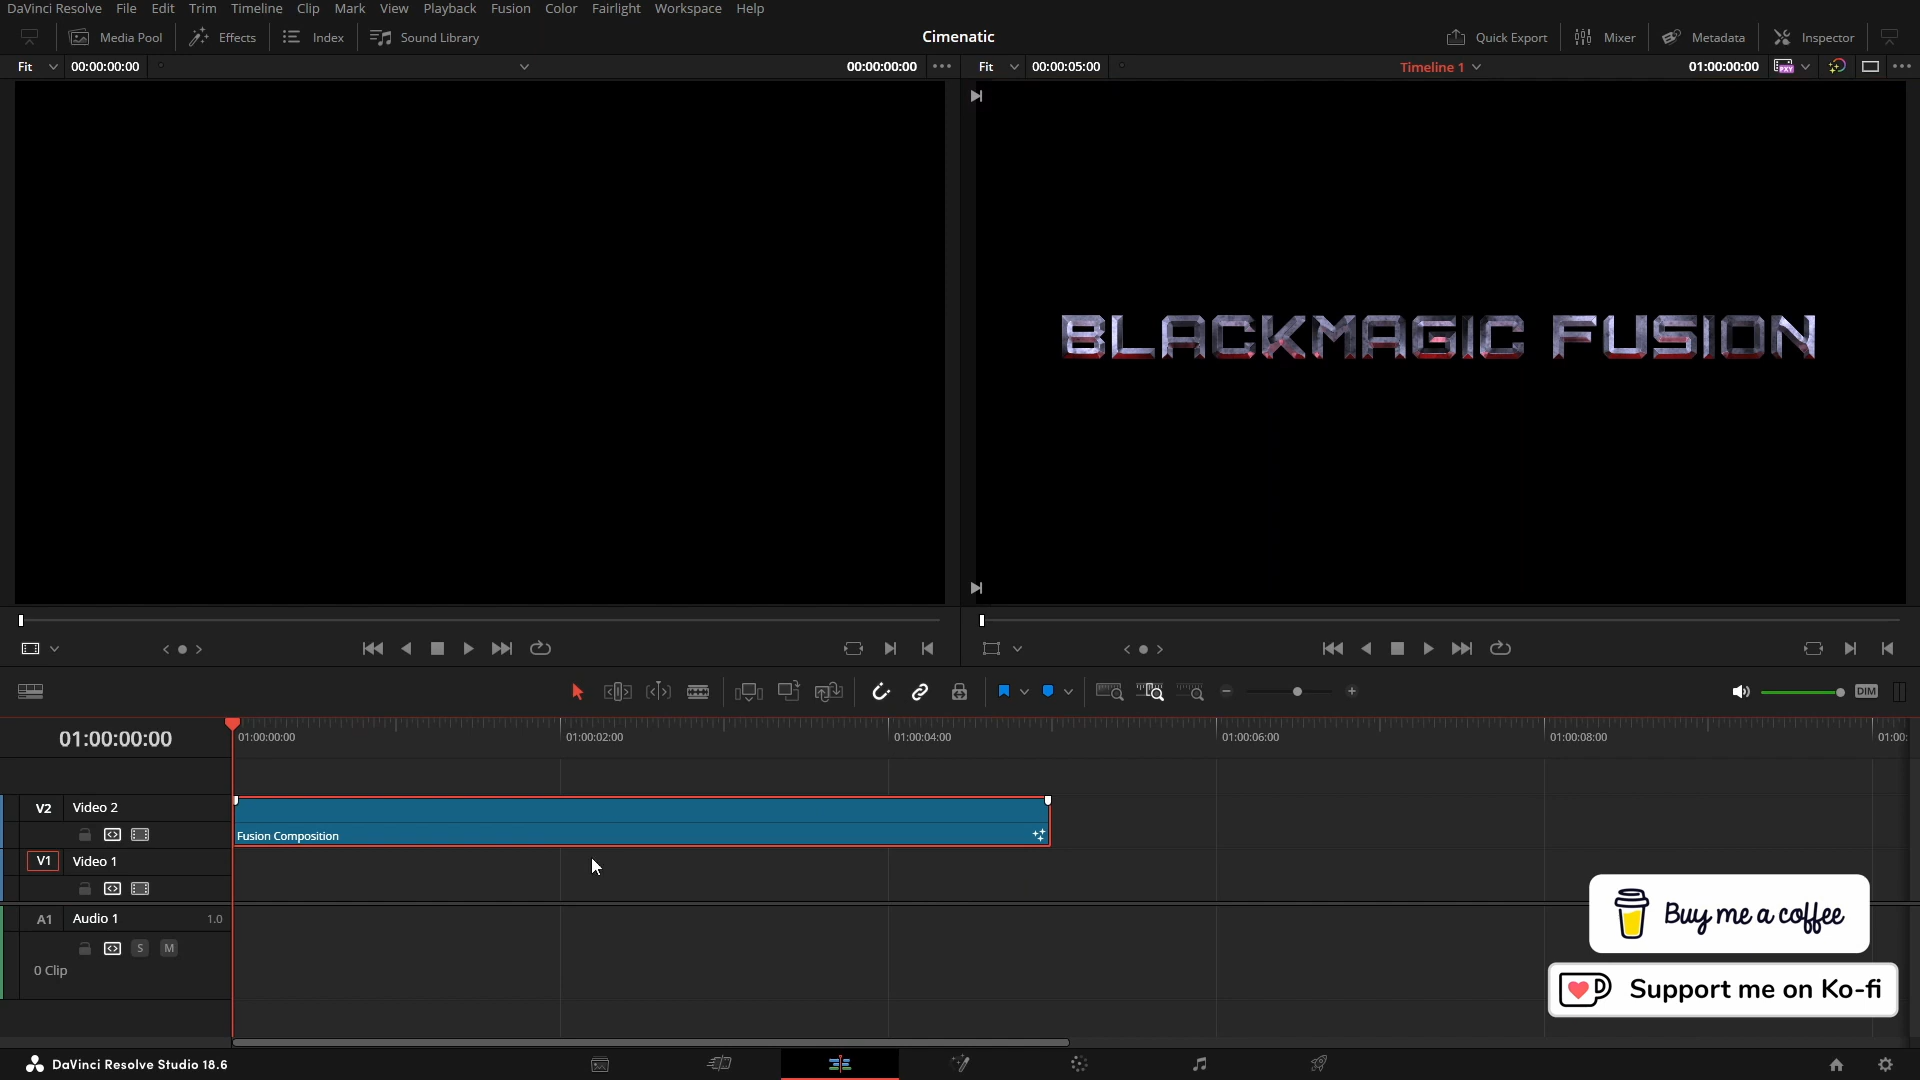 DaVinci Resolve File Edit Trim Timeline Clip Mark View Playback Fusion Color Fairlight Workspace Help
Media Pool Effects Index Sound Library Cimenatic Quick Export Mixer Metadata Inspector
Fit 00:00:00:00 00:00:00:00 Fit 00:00:05:00 Timeline 1 01:00:00:00 PXY
BLACKMAGIC FUSION
DIM
01:00:00:00 01:00:00:00 01:00:02:00 01:00:04:00 01:00:06:00 01:00:08:00 01:00:
V2 Video 2
Fusion Composition
V1 Video 1
A1 Audio 1 1.0
S M
0 Clip
Buy me a coffee
Support me on Ko-fi
DaVinci Resolve Studio 18.6